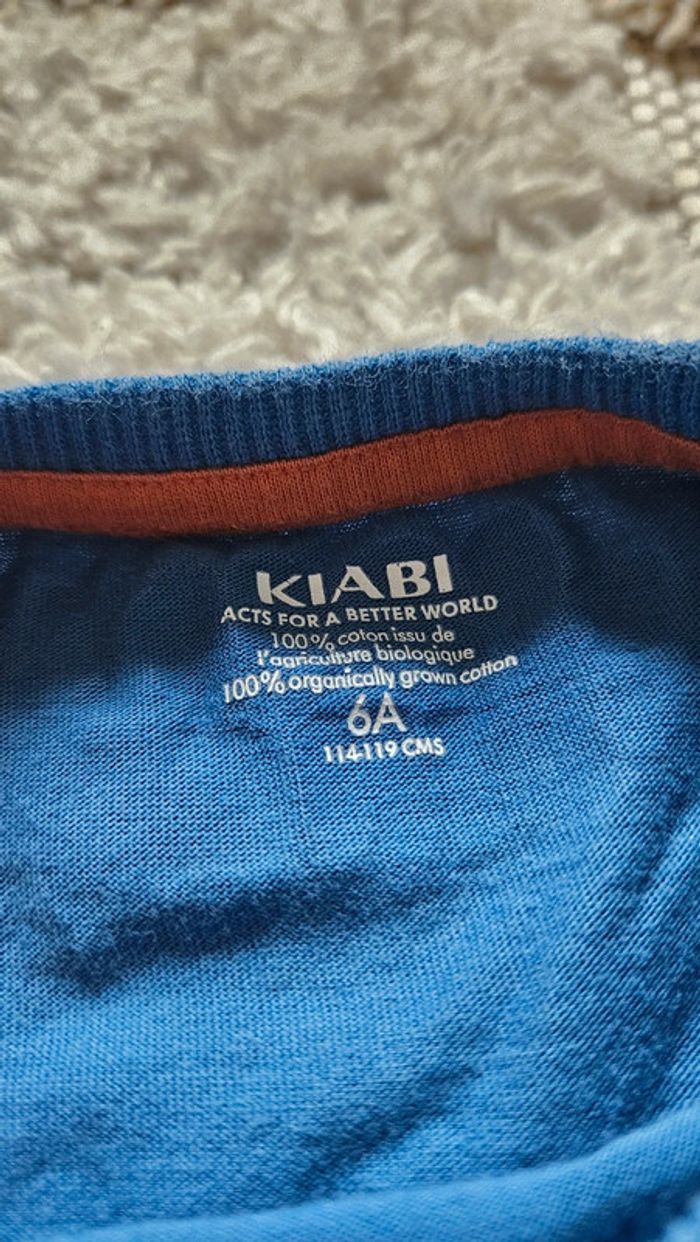 KIABI
ACTS FOR A BETTER WORLD
100% coton issu de
l'agriculture biologique
100% organically grown cotton
6A
114-119 CMS